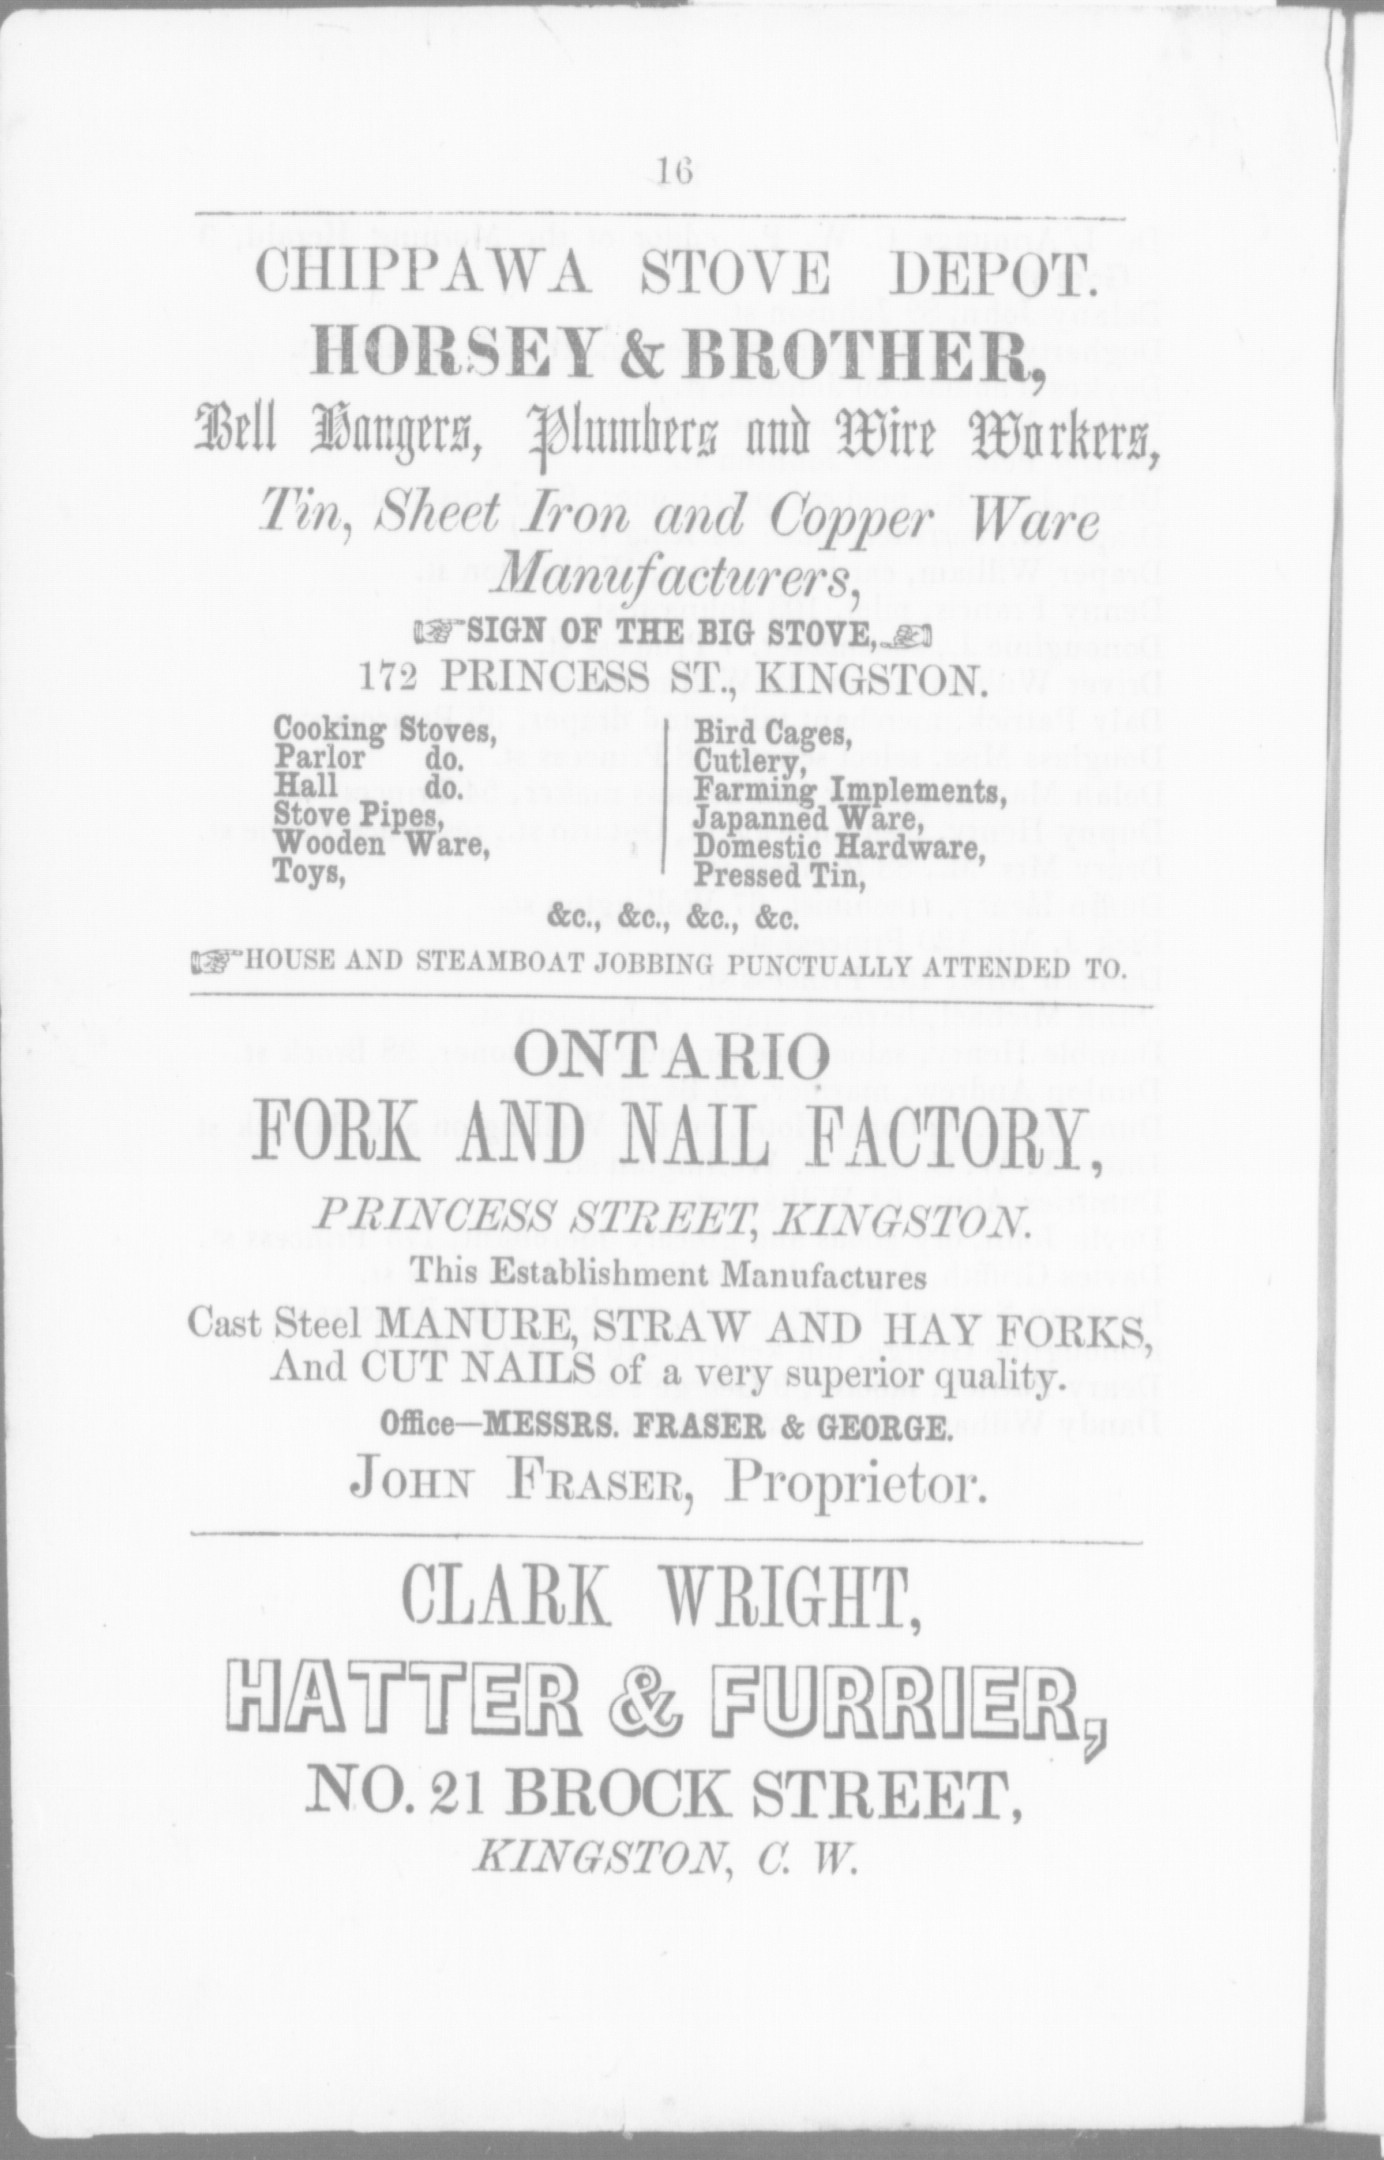 16
CHIPPAWA STOVE DEPOT.
HORSEY & BROTHER,
Bell Hangers, Plumbers and Wire Workers,
Tin, Sheet Iron and Copper Ware
Manufacturers,
☞SIGN OF THE BIG STOVE,☜
172 PRINCESS ST., KINGSTON.
Cooking Stoves,
Parlor do.
Hall do.
Stove Pipes,
Wooden Ware,
Toys,
Bird Cages,
Cutlery,
Farming Implements,
Japanned Ware,
Domestic Hardware,
Pressed Tin,
&c., &c., &c., &c.
☞HOUSE AND STEAMBOAT JOBBING PUNCTUALLY ATTENDED TO.
ONTARIO
FORK AND NAIL FACTORY,
PRINCESS STREET, KINGSTON.
This Establishment Manufactures
Cast Steel MANURE, STRAW AND HAY FORKS,
And CUT NAILS of a very superior quality.
Office—MESSRS. FRASER & GEORGE.
JOHN FRASER, Proprietor.
CLARK WRIGHT,
HATTER & FURRIER,
NO. 21 BROCK STREET,
KINGSTON, C. W.